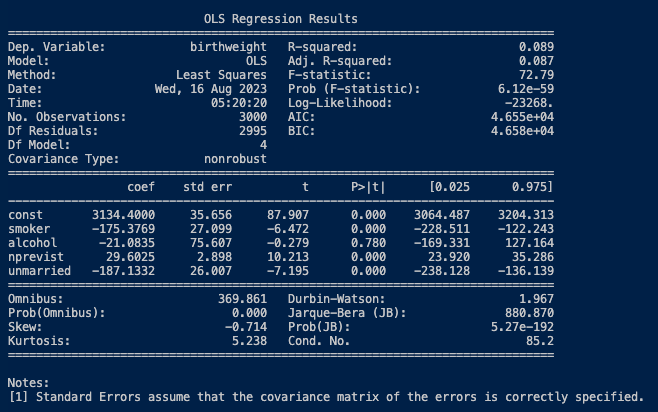 OLS Regression Results
==============================================================================
Dep. Variable: birthweight R-squared: 0.089
Model: OLS Adj. R-squared: 0.087
Method: Least Squares F-statistic: 72.79
Date: Wed, 16 Aug 2023 Prob (F-statistic): 6.12e-59
Time: 05:20:20 Log-Likelihood: -23268.
No. Observations: 3000 AIC: 4.655e+04
Df Residuals: 2995 BIC: 4.658e+04
Df Model: 4
Covariance Type: nonrobust
==============================================================================
coef std err t P>|t| [0.025 0.975]
------------------------------------------------------------------------------
const 3134.4000 35.656 87.907 0.000 3064.487 3204.313
smoker -175.3769 27.099 -6.472 0.000 -228.511 -122.243
alcohol -21.0835 75.607 -0.279 0.780 -169.331 127.164
nprevist 29.6025 2.898 10.213 0.000 23.920 35.286
unmarried -187.1332 26.007 -7.195 0.000 -238.128 -136.139
==============================================================================
Omnibus: 369.861 Durbin-Watson: 1.967
Prob(Omnibus): 0.000 Jarque-Bera (JB): 880.870
Skew: -0.714 Prob(JB): 5.27e-192
Kurtosis: 5.238 Cond. No. 85.2
==============================================================================
Notes:
[1] Standard Errors assume that the covariance matrix of the errors is correctly specified.